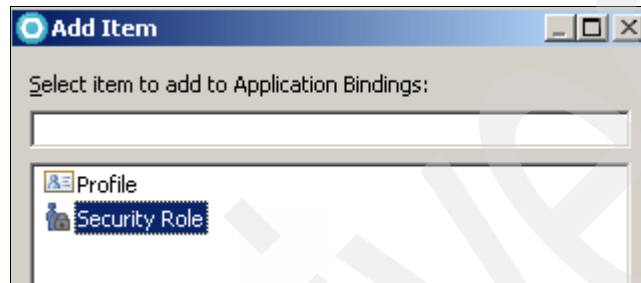 Add Item
Select item to add to Application Bindings:
Profile
Security Role